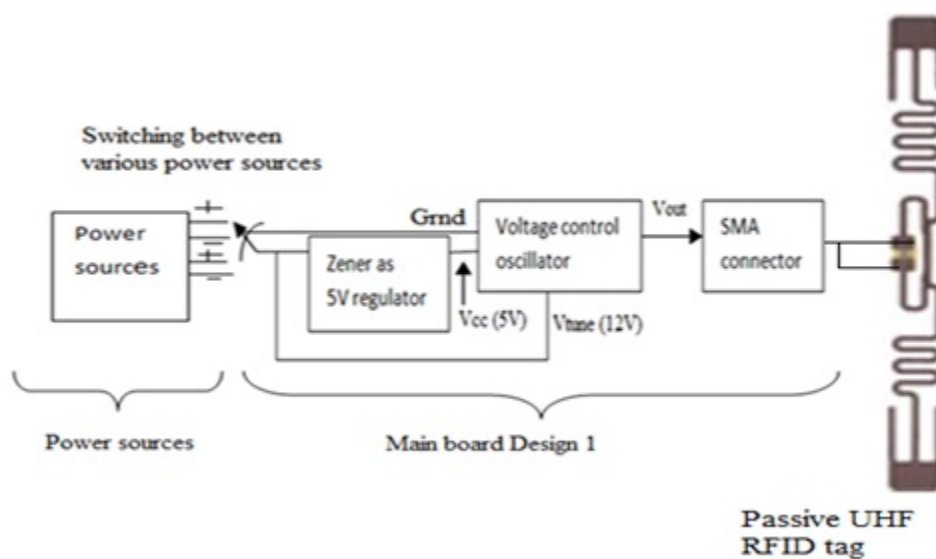 Switching between
various power sources
Power
sources
Grnd
Zener as
5V regulator
Vcc (5V)
Voltage control
oscillator
Vtune (12V)
Vout
SMA
connector
Power sources
Main board Design 1
Passive UHF
RFID tag